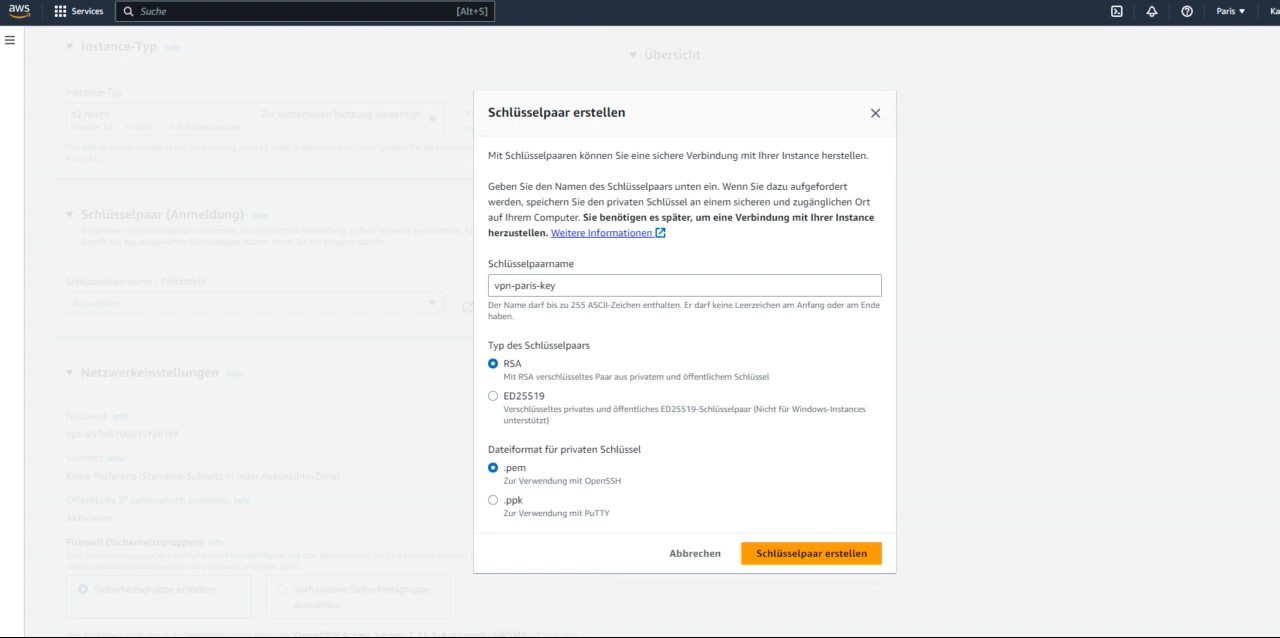 aws
Services
Suche
[Alt+S]
Paris
Instance-Typ Info
Übersicht
Instance-Typ
t2.micro
Zur kostenlosen Nutzung berechtigt
Schlüsselpaar (Anmeldung) Info
Schlüsselpaarname - Pflichtfeld
Netzwerkeinstellungen Info
Netzwerk Info
Subnetz Info
Keine Präferenz (Standard-Subnetz in jeder Availability-Zone)
Öffentliche IP automatisch zuweisen Info
Aktivieren
Firewall (Sicherheitsgruppen) Info
Sicherheitsgruppe erstellen
Vorhandene Sicherheitsgruppe
auswählen
Schlüsselpaar erstellen
Mit Schlüsselpaaren können Sie eine sichere Verbindung mit Ihrer Instance herstellen.
Geben Sie den Namen des Schlüsselpaars unten ein. Wenn Sie dazu aufgefordert
werden, speichern Sie den privaten Schlüssel an einem sicheren und zugänglichen Ort
auf Ihrem Computer. Sie benötigen es später, um eine Verbindung mit Ihrer Instance
herzustellen. Weitere Informationen
Schlüsselpaarname
vpn-paris-key
Der Name darf bis zu 255 ASCII-Zeichen enthalten. Er darf keine Leerzeichen am Anfang oder am Ende
haben.
Typ des Schlüsselpaars
RSA
Mit RSA verschlüsseltes Paar aus privatem und öffentlichem Schlüssel
ED25519
Verschlüsseltes privates und öffentliches ED25519-Schlüsselpaar (Nicht für Windows-Instances
unterstützt)
Dateiformat für privaten Schlüssel
.pem
Zur Verwendung mit OpenSSH
.ppk
Zur Verwendung mit PuTTY
Abbrechen
Schlüsselpaar erstellen